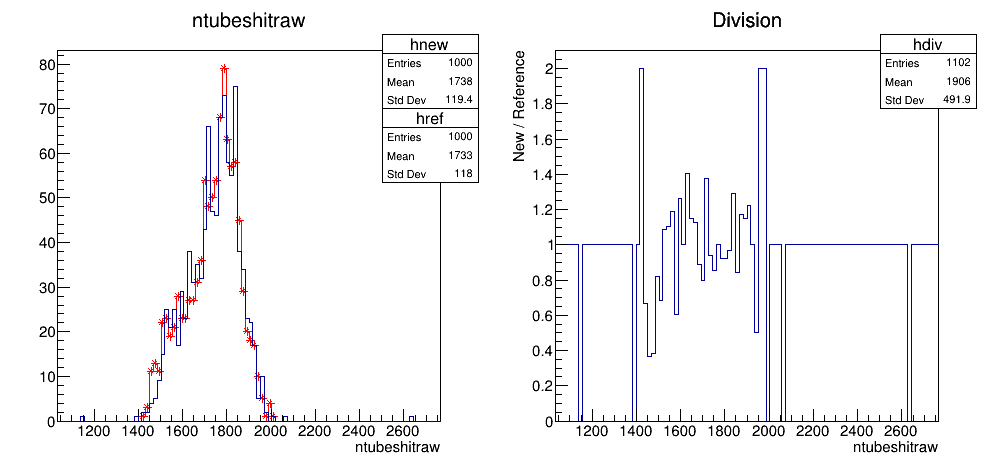 ntubeshitraw
hnew
Entries 1000
Mean 1738
Std Dev 119.4
href
Entries 1000
Mean 1733
Std Dev 118
80
70
60
50
40
30
20
10
0
1200 1400 1600 1800 2000 2200 2400 2600
ntubeshitraw
Division
hdiv
Entries 1102
Mean 1906
Std Dev 491.9
New / Reference
2
1.8
1.6
1.4
1.2
1
0.8
0.6
0.4
0.2
0
1200 1400 1600 1800 2000 2200 2400 2600
ntubeshitraw